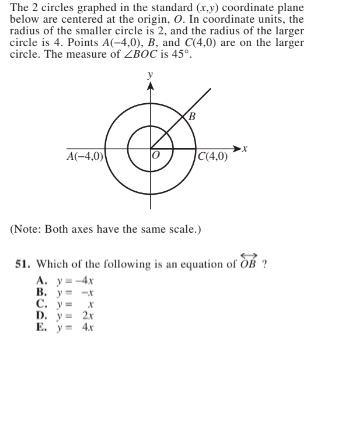 The 2 circles graphed in the standard (x,y) coordinate plane
below are centered at the origin, O. In coordinate units, the
radius of the smaller circle is 2, and the radius of the larger
circle is 4. Points A(−4,0), B, and C(4,0) are on the larger
circle. The measure of ∠BOC is 45°.
y
B
A(−4,0) O C(4,0) x
(Note: Both axes have the same scale.)
51. Which of the following is an equation of OB ?
A. y = −4x
B. y = −x
C. y = x
D. y = 2x
E. y = 4x